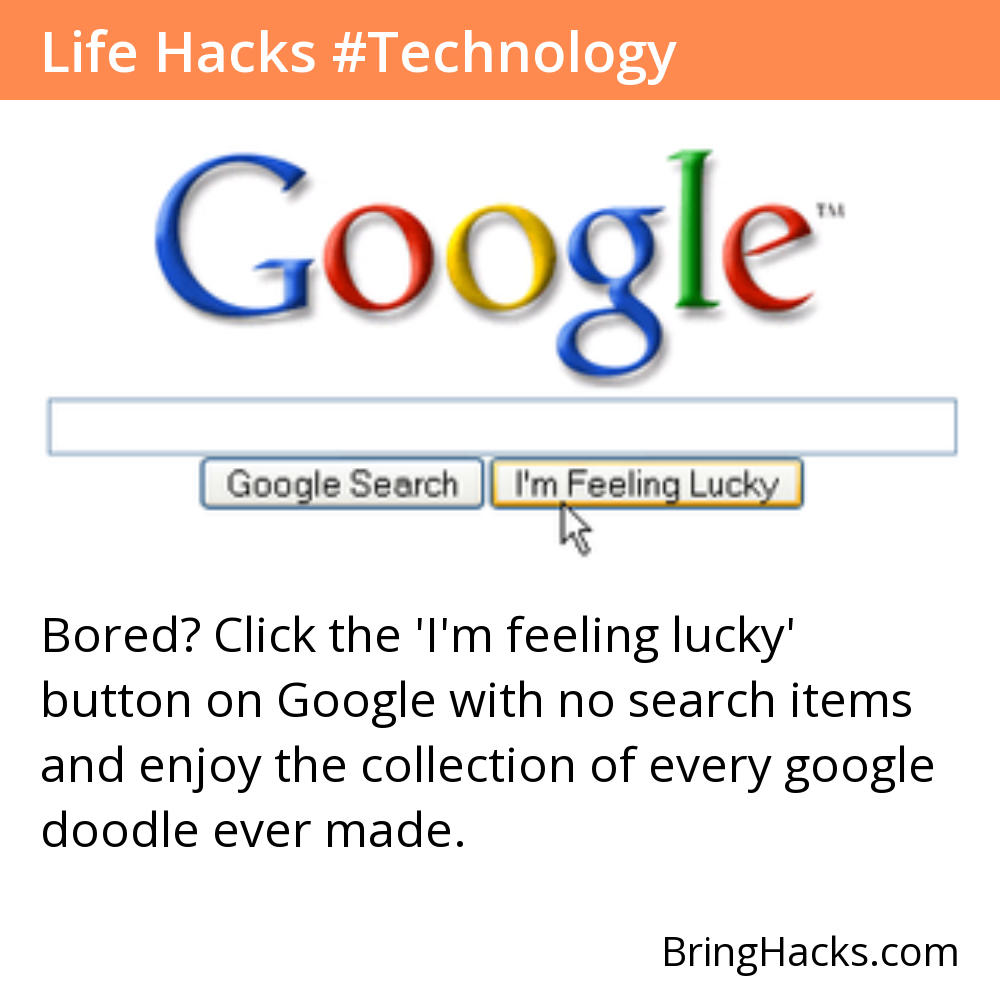 Life Hacks #Technology
Google™
Google Search
I'm Feeling Lucky
Bored? Click the 'I'm feeling lucky'
button on Google with no search items
and enjoy the collection of every google
doodle ever made.
BringHacks.com